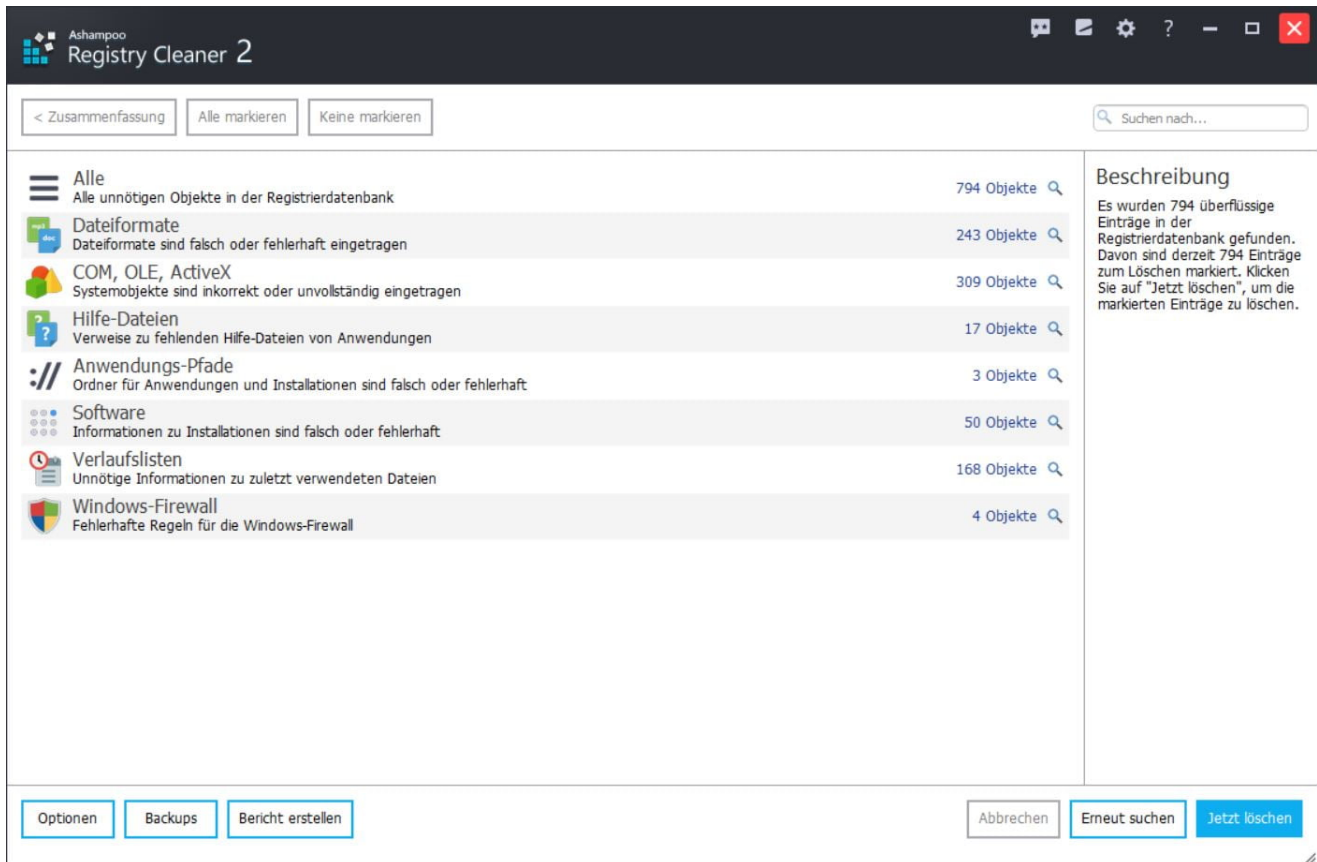 Ashampoo
Registry Cleaner 2
?
< Zusammenfassung
Alle markieren
Keine markieren
Suchen nach...
Alle
Alle unnötigen Objekte in der Registrierdatenbank
794 Objekte
mp3
doc
Dateiformate
Dateiformate sind falsch oder fehlerhaft eingetragen
243 Objekte
COM, OLE, ActiveX
Systemobjekte sind inkorrekt oder unvollständig eingetragen
309 Objekte
?
?
Hilfe-Dateien
Verweise zu fehlenden Hilfe-Dateien von Anwendungen
17 Objekte
://
Anwendungs-Pfade
Ordner für Anwendungen und Installationen sind falsch oder fehlerhaft
3 Objekte
Software
Informationen zu Installationen sind falsch oder fehlerhaft
50 Objekte
Verlaufslisten
Unnötige Informationen zu zuletzt verwendeten Dateien
168 Objekte
Windows-Firewall
Fehlerhafte Regeln für die Windows-Firewall
4 Objekte
Beschreibung
Es wurden 794 überflüssige
Einträge in der
Registrierdatenbank gefunden.
Davon sind derzeit 794 Einträge
zum Löschen markiert. Klicken
Sie auf "Jetzt löschen", um die
markierten Einträge zu löschen.
Optionen
Backups
Bericht erstellen
Abbrechen
Erneut suchen
Jetzt löschen